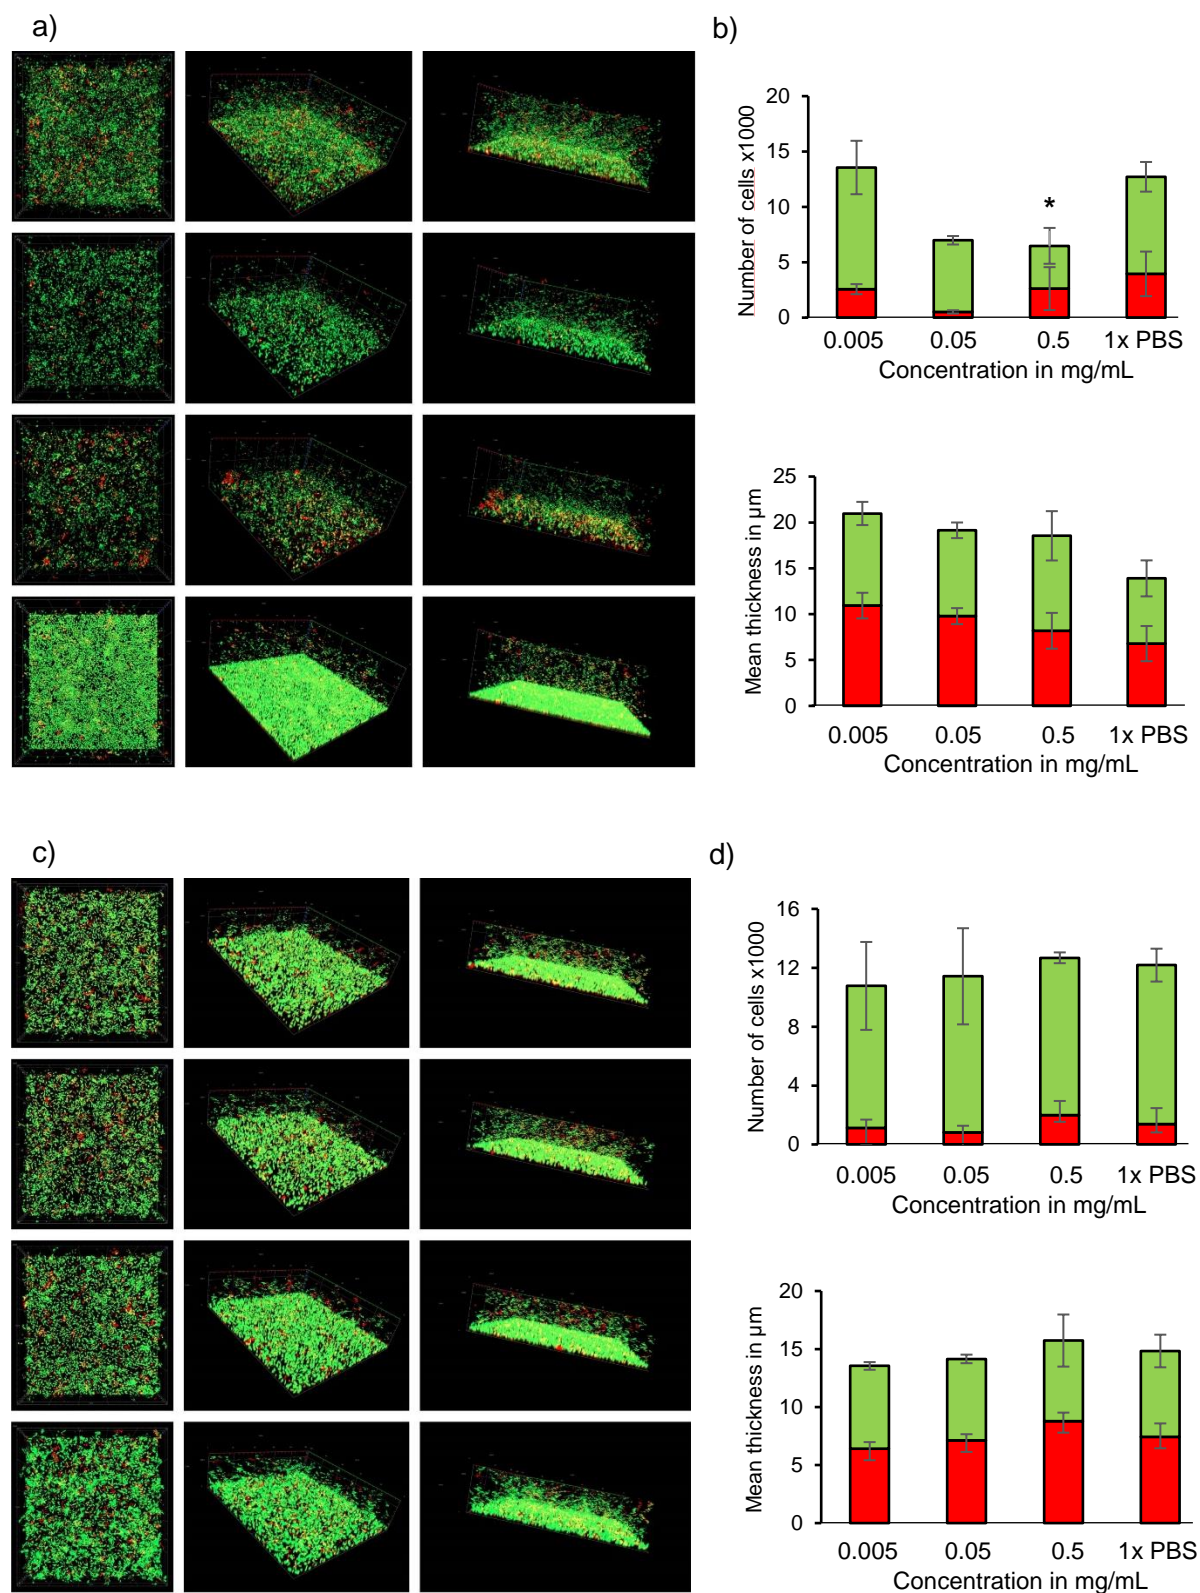 a)
b)
Number of cells x1000
20
15
10
5
0
*
0.005 0.05 0.5 1x PBS
Concentration in mg/mL
Mean thickness in µm
25
20
15
10
5
0
0.005 0.05 0.5 1x PBS
Concentration in mg/mL
c)
d)
Number of cells x1000
16
12
8
4
0
0.005 0.05 0.5 1x PBS
Concentration in mg/mL
Mean thickness in µm
20
15
10
5
0
0.005 0.05 0.5 1x PBS
Concentration in mg/mL